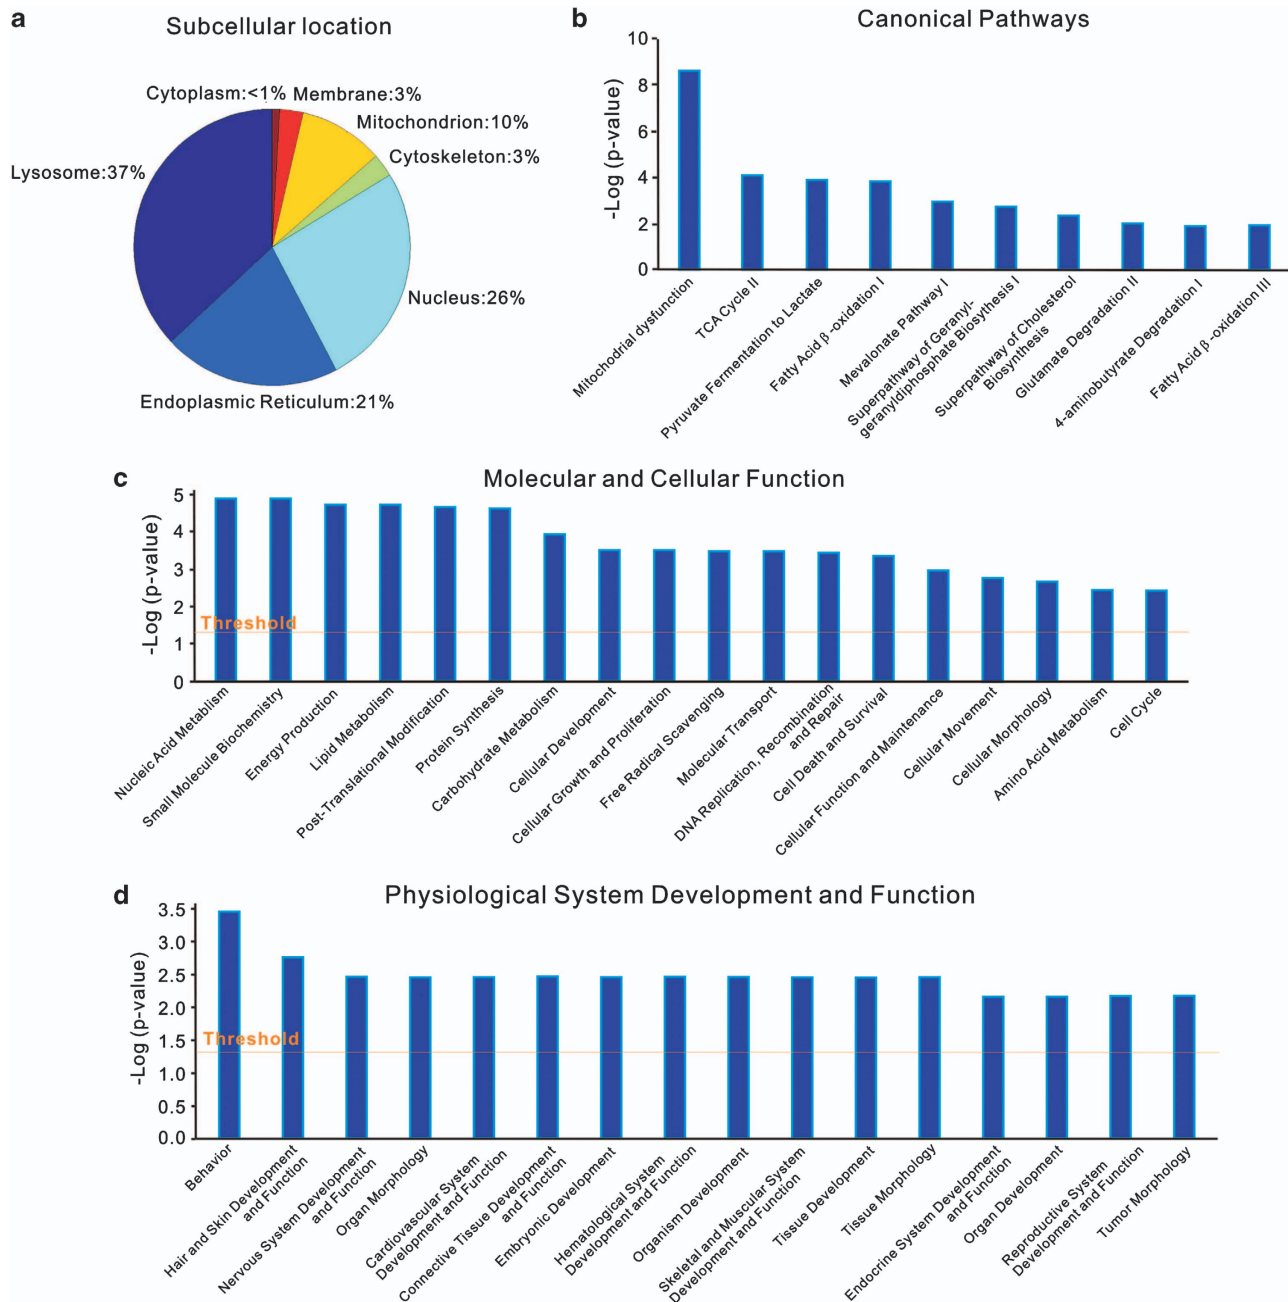 a
Subcellular location
Cytoplasm:<1%
Membrane:3%
Mitochondrion:10%
Cytoskeleton:3%
Lysosome:37%
Nucleus:26%
Endoplasmic Reticulum:21%
b
Canonical Pathways
-Log (p-value)
10
8
6
4
2
0
Mitochodrial dysfunction
TCA Cycle II
Pyruvate Fermentation to Lactate
Fatty Acid β-oxidation I
Mevalonate Pathway I
Superpathway of Geranyl-
geranyldiphosphate Biosythesis I
Superpathway of Cholesterol
Biosynthesis
Glutamate Degradation II
4-aminobutyrate Degradation I
Fatty Acid β-oxidation III
c
Molecular and Cellular Function
-Log (p-value)
5
4
3
2
1
0
Threshold
Nucleic Acid Metablism
Small Molecule Biochemistry
Energy Production
Lipid Metabolism
Post-Translational Modification
Protein Synthesis
Carbohydrate Metabolism
Cellular Development
Cellular Growth and Proliferation
Free Radical Scavenging
Molecular Transport
DNA Replication, Recombination
and Repair
Cell Death and Survival
Cellular Function and Maintenance
Cellular Movement
Cellular Morphology
Amino Acid Metabolism
Cell Cycle
d
Physiological System Development and Function
-Log (p-value)
3.5
3.0
2.5
2.0
1.5
1.0
0.5
0.0
Threshold
Behavior
Hair and Skin Development
and Function
Nervous System Development
and Function
Organ Morphology
Cardiovascular System
Development and Function
Connective Tissue Development
and Function
Embryonic Development
Hematological System
Development and Function
Organism Development
Skeletal and Muscular System
Development and Function
Tissue Development
Tissue Morphology
Endocrine System Development
and Function
Organ Development
Reproductive System
Development and Function
Tumor Morphology